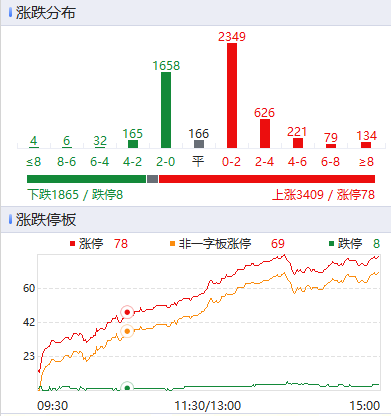 涨跌分布
4 6 32 165 1658 166 2349 626 221 79 134
≤8 8-6 6-4 4-2 2-0 平 0-2 2-4 4-6 6-8 ≥8
下跌1865 / 跌停8 上涨3409 / 涨停78
涨跌停板
涨停 78 非一字板涨停 69 跌停 8
60
42
23
09:30 11:30/13:00 15:00